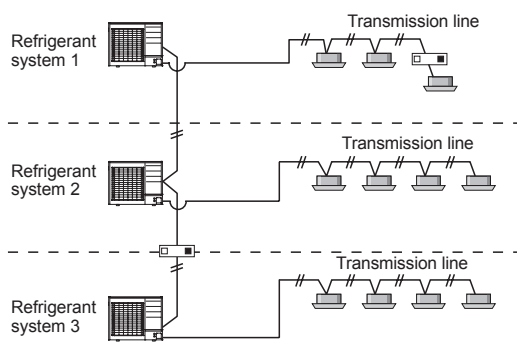 Transmission line
Refrigerant
system 1
Transmission line
Refrigerant
system 2
Transmission line
Refrigerant
system 3